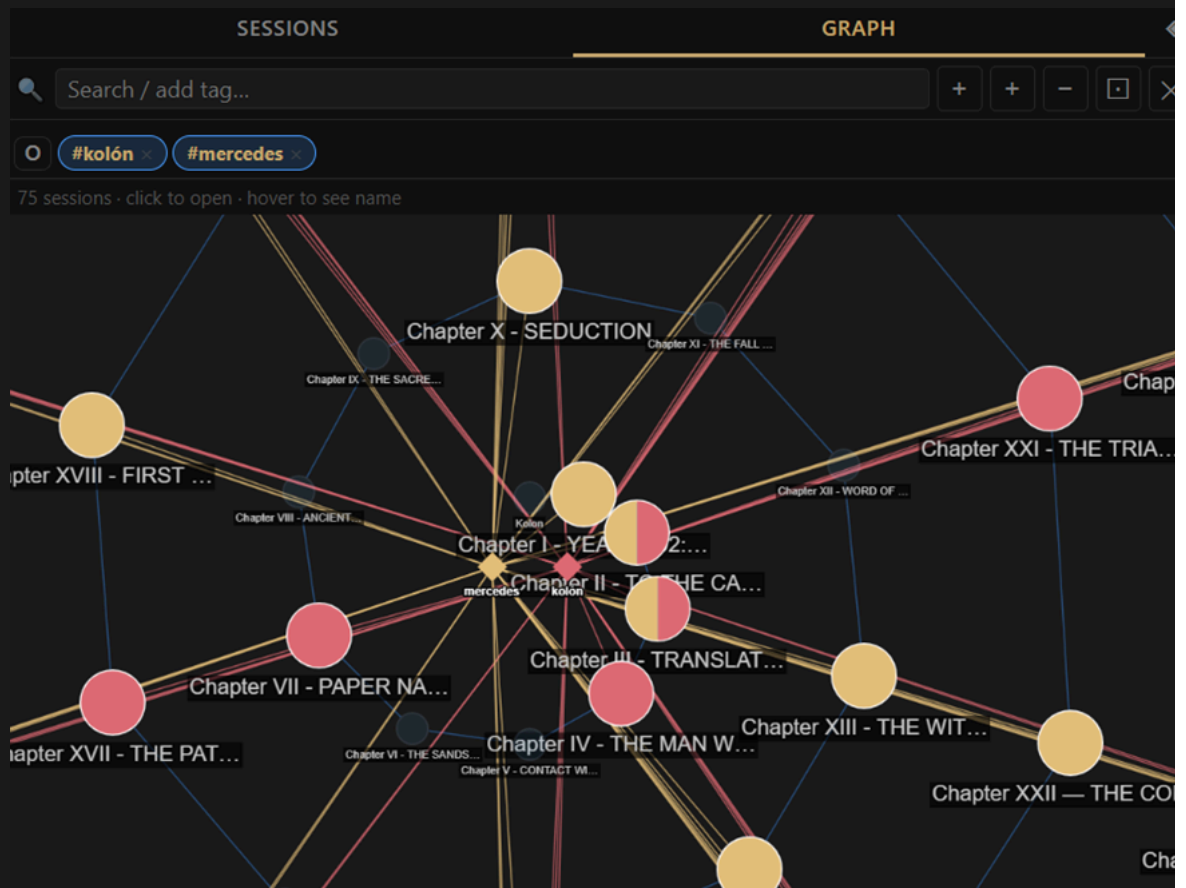 SESSIONS
GRAPH
Search / add tag...
O
#kolón ×
#mercedes ×
75 sessions · click to open · hover to see name
Chapter X - SEDUCTION
Chapter XI - THE FALL ...
Chapter IX - THE SACRE...
Chap
Chapter XXI - THE TRIA...
pter XVIII - FIRST ...
Chapter XII - WORD OF ...
Chapter VIII - ANCIENT...
Kolon
Chapter I - YEA 2:...
Chapter II - TO THE CA...
mercedes
kolón
Chapter III - TRANSLAT...
Chapter VII - PAPER NA...
Chapter XIII - THE WIT...
Chapter IV - THE MAN W...
hapter XVII - THE PAT...
Chapter VI - THE SANDS...
Chapter V - CONTACT WI...
Chapter XXII — THE CO
Cha